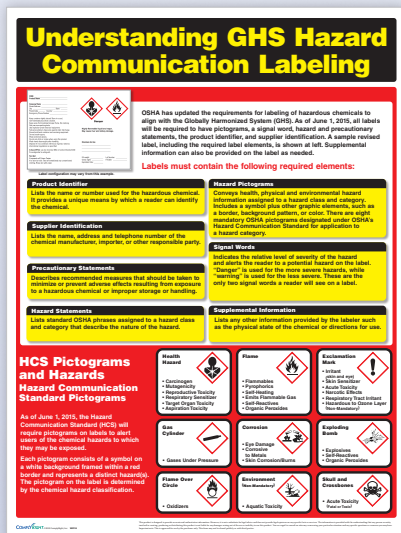 Understanding GHS Hazard
Communication Labeling
Label configuration may vary from this example.
OSHA has updated the requirements for labeling of hazardous chemicals to
align with the Globally Harmonized System (GHS). As of June 1, 2015, all labels
will be required to have pictograms, a signal word, hazard and precautionary
statements, the product identifier, and supplier identification. A sample revised
label, including the required label elements, is shown at left. Supplemental
information can also be provided on the label as needed.
Labels must contain the following required elements:
Product Identifier
Lists the name or number used for the hazardous chemical.
It provides a unique means by which a reader can identify
the chemical.
Supplier Identification
Lists the name, address and telephone number of the
chemical manufacturer, importer, or other responsible party.
Precautionary Statements
Describes recommended measures that should be taken to
minimize or prevent adverse effects resulting from exposure
to a hazardous chemical or improper storage or handling.
Hazard Statements
Lists standard OSHA phrases assigned to a hazard class
and category that describe the nature of the hazard.
Hazard Pictograms
Conveys health, physical and environmental hazard
information assigned to a hazard class and category.
Includes a symbol plus other graphic elements, such as
a border, background pattern, or color. There are eight
mandatory OSHA pictograms designated under OSHA's
Hazard Communication Standard for application to
a hazard category.
Signal Words
Indicates the relative level of severity of the hazard
and alerts the reader to a potential hazard on the label.
"Danger" is used for the more severe hazards, while
"warning" is used for the less severe. These are the
only two signal words a reader will see on a label.
Supplemental Information
Lists any other information provided by the labeler such
as the physical state of the chemical or directions for use.
HCS Pictograms
and Hazards
Hazard Communication
Standard Pictograms
As of June 1, 2015, the Hazard
Communication Standard (HCS) will
require pictograms on labels to alert
users of the chemical hazards to which
they may be exposed.
Each pictogram consists of a symbol on
a white background framed within a red
border and represents a distinct hazard(s).
The pictogram on the label is determined
by the chemical hazard classification.
Health
Hazard
• Carcinogen
• Mutagenicity
• Reproductive Toxicity
• Respiratory Sensitizer
• Target Organ Toxicity
• Aspiration Toxicity
Flame
• Flammables
• Pyrophorics
• Self-Heating
• Emits Flammable Gas
• Self-Reactives
• Organic Peroxides
Exclamation
Mark
• Irritant
(skin and eye)
• Skin Sensitizer
• Acute Toxicity
• Narcotic Effects
• Respiratory Tract Irritant
• Hazardous to Ozone Layer
(Non-Mandatory)
Gas
Cylinder
• Gases Under Pressure
Corrosion
• Eye Damage
• Corrosive
to Metals
• Skin Corrosion/Burns
Exploding
Bomb
• Explosives
• Self-Reactives
• Organic Peroxides
Flame Over
Circle
• Oxidizers
Environment
(Non-Mandatory)
• Aquatic Toxicity
Skull and
Crossbones
• Acute Toxicity
(Fatal or Toxic)